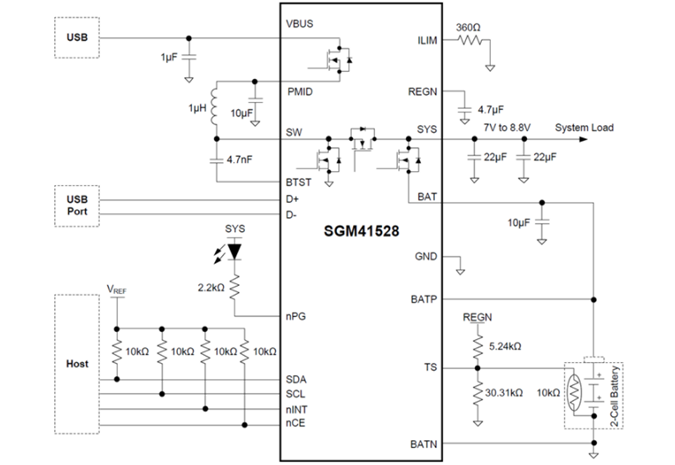 USB
1µF
VBUS
ILIM
360Ω
PMID
10µF
1µH
REGN
4.7µF
SW
SYS
7V to 8.8V
System Load
22µF
22µF
4.7nF
BTST
USB
Port
D+
D-
BAT
10µF
SGM41528
SYS
2.2kΩ
nPG
GND
BATP
VREF
10kΩ
10kΩ
10kΩ
10kΩ
Host
SDA
SCL
nINT
nCE
REGN
5.24kΩ
TS
30.31kΩ
10kΩ
+
+
2-Cell Battery
BATN